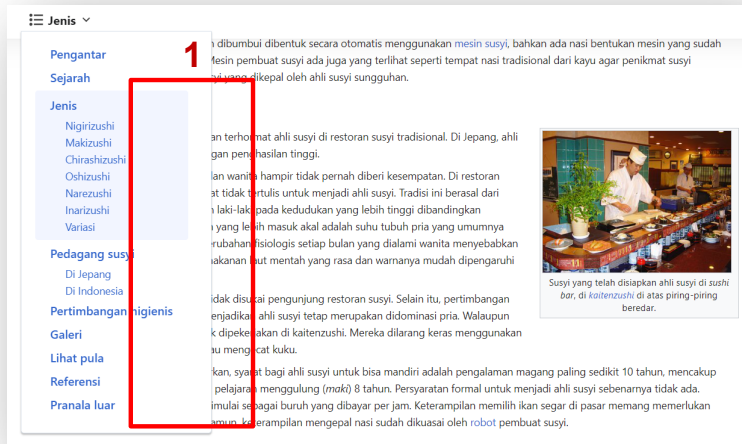 Jenis
1
Pengantar
Sejarah
Jenis
Nigirizushi
Makizushi
Chirashizushi
Oshizushi
Narezushi
Inarizushi
Variasi
Pedagang susyi
Di Jepang
Di Indonesia
Pertimbangan higienis
Galeri
Lihat pula
Referensi
Pranala luar
dibumbui dibentuk secara otomatis menggunakan mesin susyi, bahkan ada nasi bentukan mesin yang sudah
Mesin pembuat susyi ada juga yang terlihat seperti tempat nasi tradisional dari kayu agar penikmat susyi
yang dikepal oleh ahli susyi sungguhan.
terhormat ahli susyi di restoran susyi tradisional. Di Jepang, ahli
penghasilan tinggi.
wanita hampir tidak pernah diberi kesempatan. Di restoran
tidak tertulis untuk menjadi ahli susyi. Tradisi ini berasal dari
laki-laki pada kedudukan yang lebih tinggi dibandingkan
yang lebih masuk akal adalah suhu tubuh pria yang umumnya
fisiologis setiap bulan yang dialami wanita menyebabkan
laut mentah yang rasa dan warnanya mudah dipengaruhi
tidak disukai pengunjung restoran susyi. Selain itu, pertimbangan
ahli susyi tetap merupakan didominasi pria. Walaupun
dipekerjakan di kaitenzushi. Mereka dilarang keras menggunakan
mengecat kuku.
syarat bagi ahli susyi untuk bisa mandiri adalah pengalaman magang paling sedikit 10 tahun, mencakup
pelajaran menggulung (maki) 8 tahun. Persyaratan formal untuk menjadi ahli susyi sebenarnya tidak ada.
sebagai buruh yang dibayar per jam. Keterampilan memilih ikan segar di pasar memang memerlukan
keterampilan mengepal nasi sudah dikuasai oleh robot pembuat susyi.
Susyi yang telah disiapkan ahli susyi di sushi
bar, di kaitenzushi di atas piring-piring
beredar.